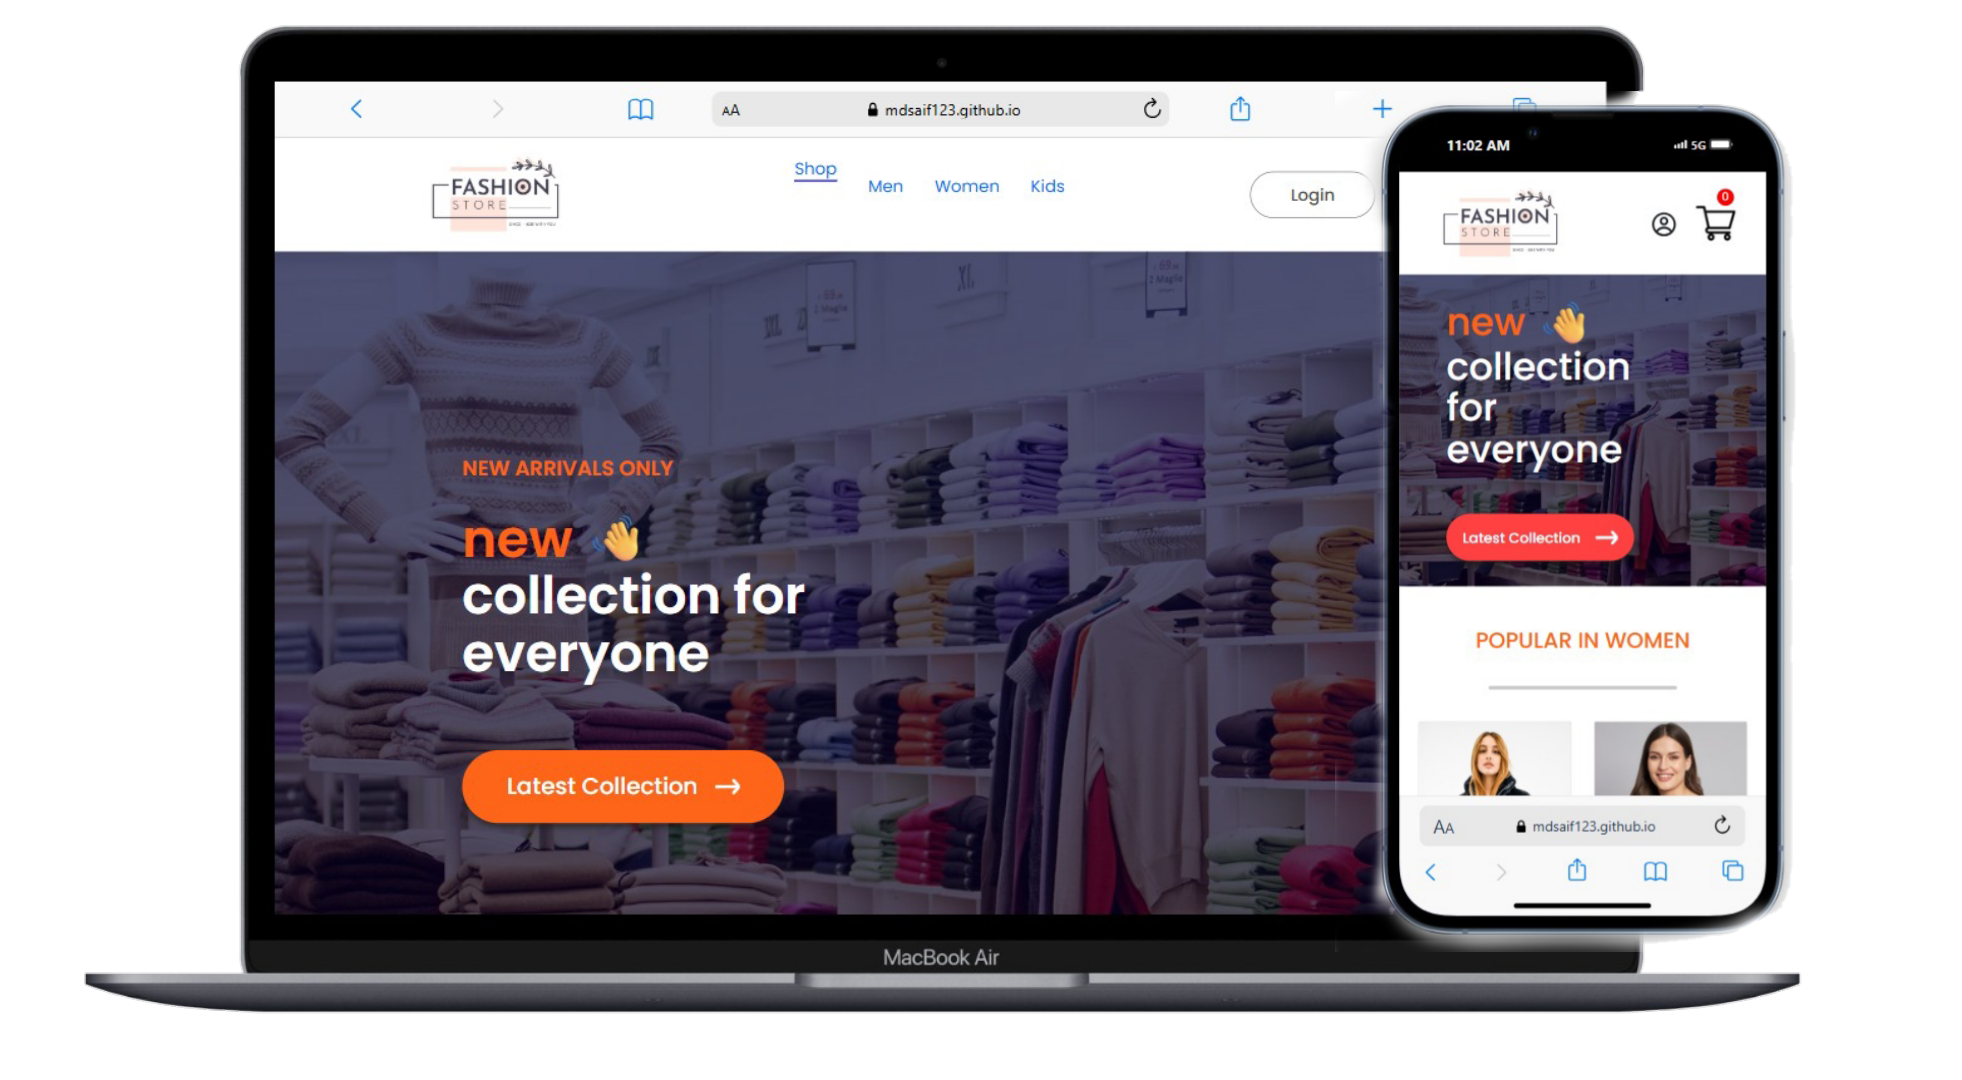 AA
mdsaif123.github.io
FASHION
STORE
Shop
Men
Women
Kids
Login
XL
NEW ARRIVALS ONLY
new 👋
collection for
everyone
Latest Collection →
MacBook Air
11:02 AM
5G
FASHION
STORE
0
new 👋
collection
for
everyone
Latest Collection →
POPULAR IN WOMEN
AA
mdsaif123.github.io